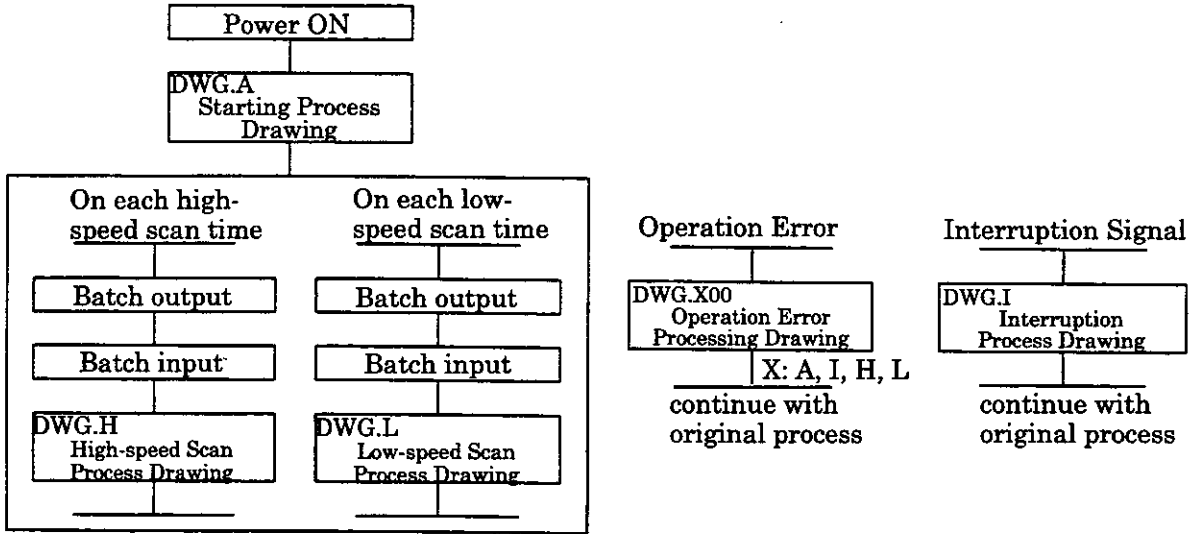 Power ON
DWG.A
Starting Process
Drawing
On each high-
speed scan time
Batch output
Batch input
DWG.H
High-speed Scan
Process Drawing
On each low-
speed scan time
Batch output
Batch input
DWG.L
Low-speed Scan
Process Drawing
Operation Error
DWG.X00
Operation Error
Processing Drawing
X: A, I, H, L
continue with
original process
Interruption Signal
DWG.I
Interruption
Process Drawing
continue with
original process